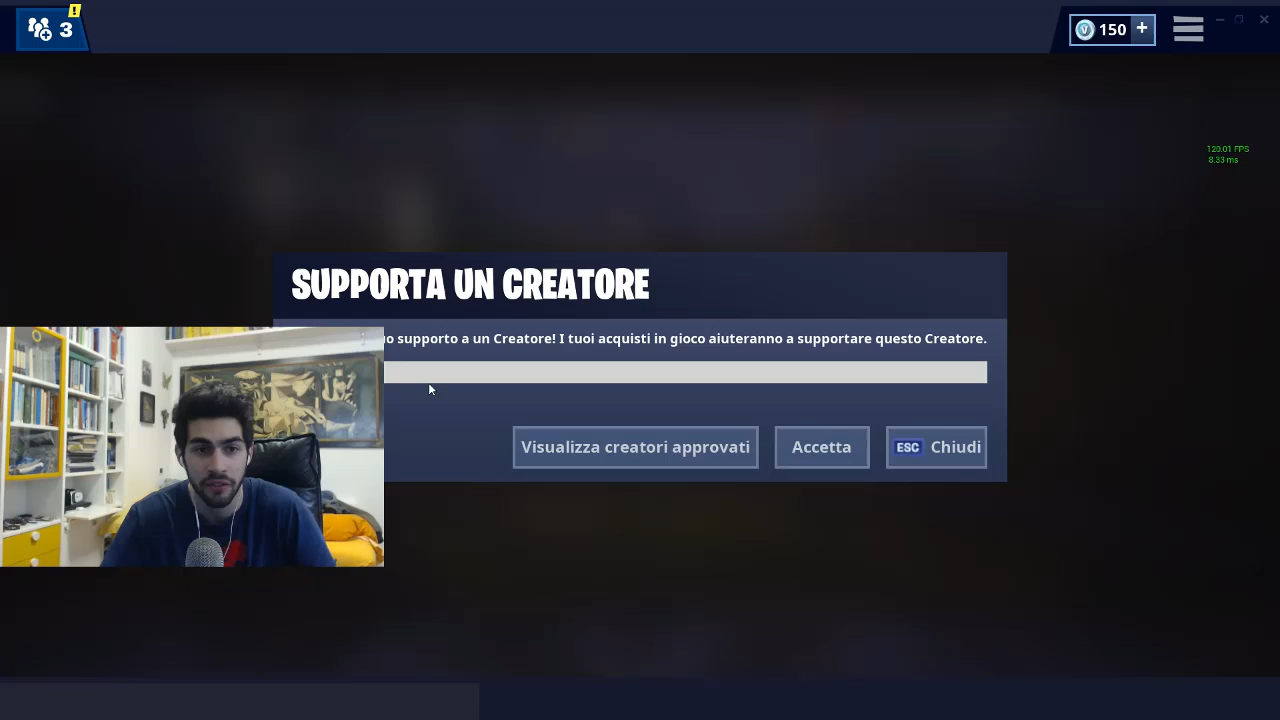 !
3
150 +
120.01 FPS
8.33 ms
SUPPORTA UN CREATORE
supporto a un Creatore! I tuoi acquisti in gioco aiuteranno a supportare questo Creatore.
Visualizza creatori approvati
Accetta
ESC Chiudi